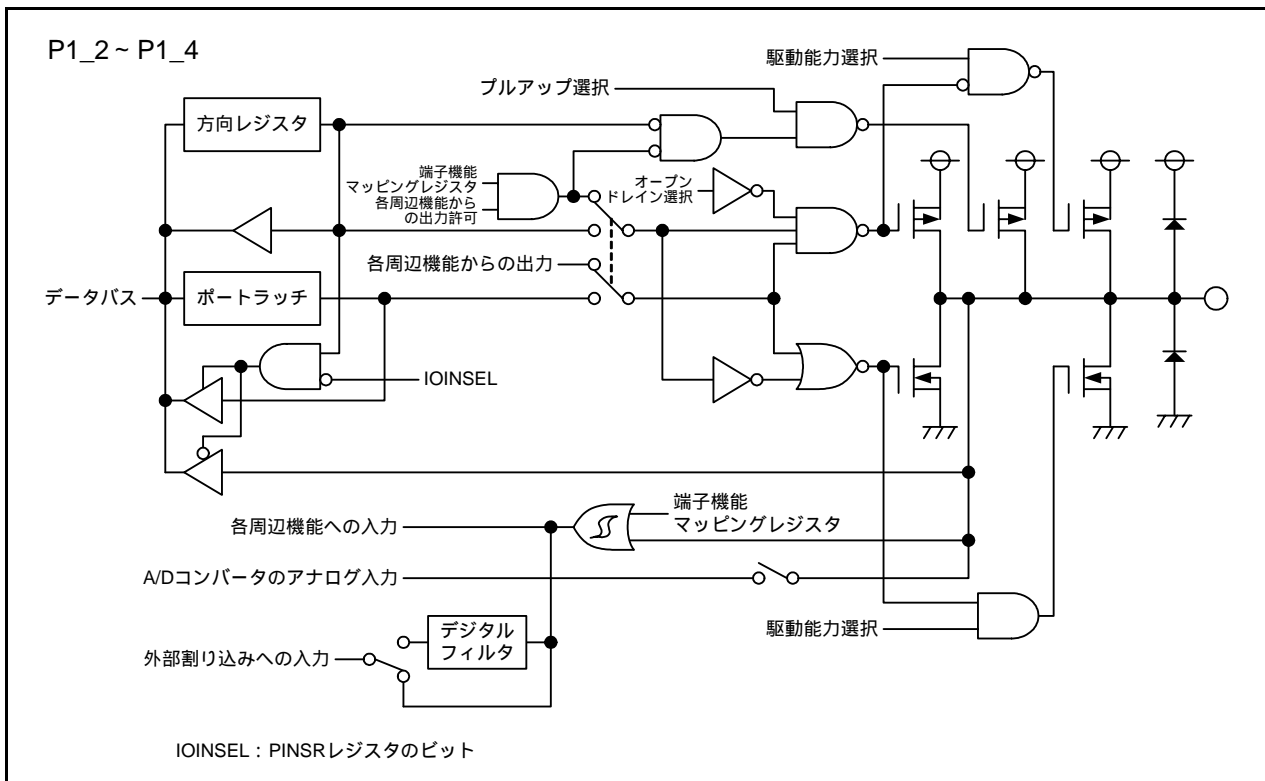 P1_2 ~ P1_4
駆動能力選択
プルアップ選択
方向レジスタ
端子機能
マッピングレジスタ
各周辺機能から
の出力許可
オープン
ドレイン選択
各周辺機能からの出力
データバス
ポートラッチ
IOINSEL
端子機能
マッピングレジスタ
各周辺機能への入力
A/Dコンバータのアナログ入力
駆動能力選択
デジタル
フィルタ
外部割り込みへの入力
IOINSEL : PINSRレジスタのビット